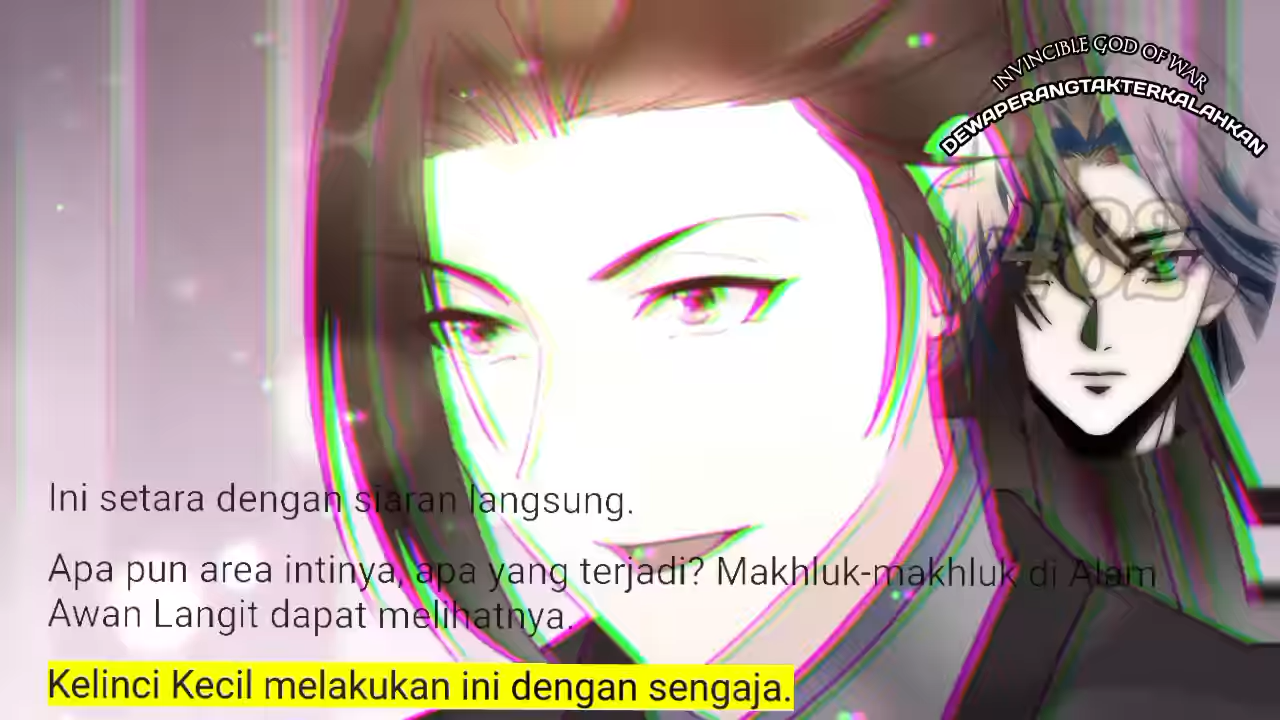 INVINCIBLE GOD OF WAR
DEWAPERANGTAKTERKALAHKAN
482
Ini setara dengan siaran langsung.
Apa pun area intinya, apa yang terjadi? Makhluk-makhluk di Alam
Awan Langit dapat melihatnya.
Kelinci Kecil melakukan ini dengan sengaja.